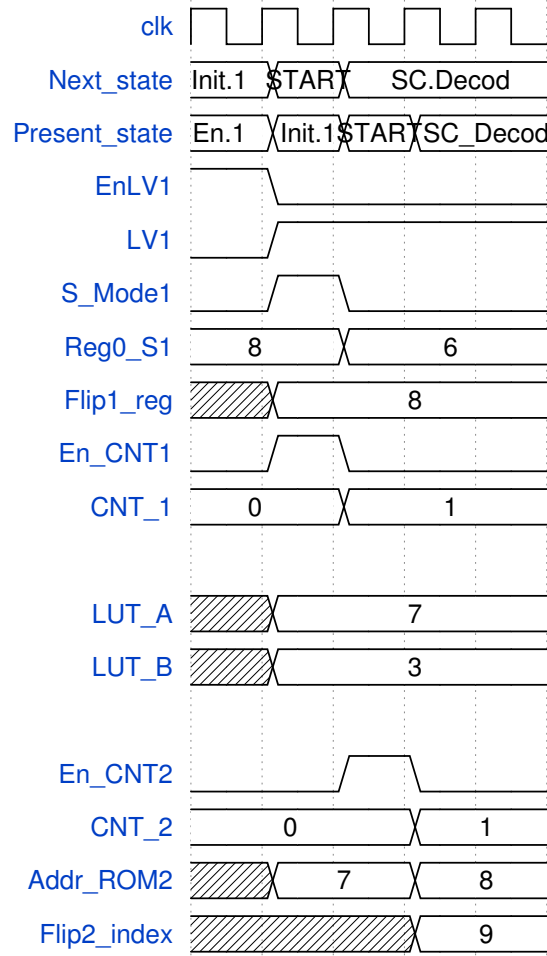 clk
Next_state Init.1 START SC.Decod
Present_state En.1 Init.1 START SC_Decod
EnLV1
LV1
S_Mode1
Reg0_S1 8 6
Flip1_reg 8
En_CNT1
CNT_1 0 1
LUT_A 7
LUT_B 3
En_CNT2
CNT_2 0 1
Addr_ROM2 7 8
Flip2_index 9